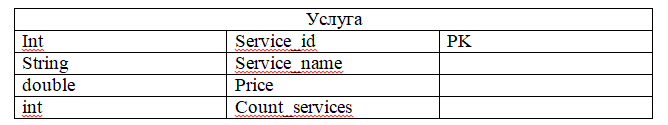 Услуга
Int Service_id PK
String Service_name
double Price
int Count_services